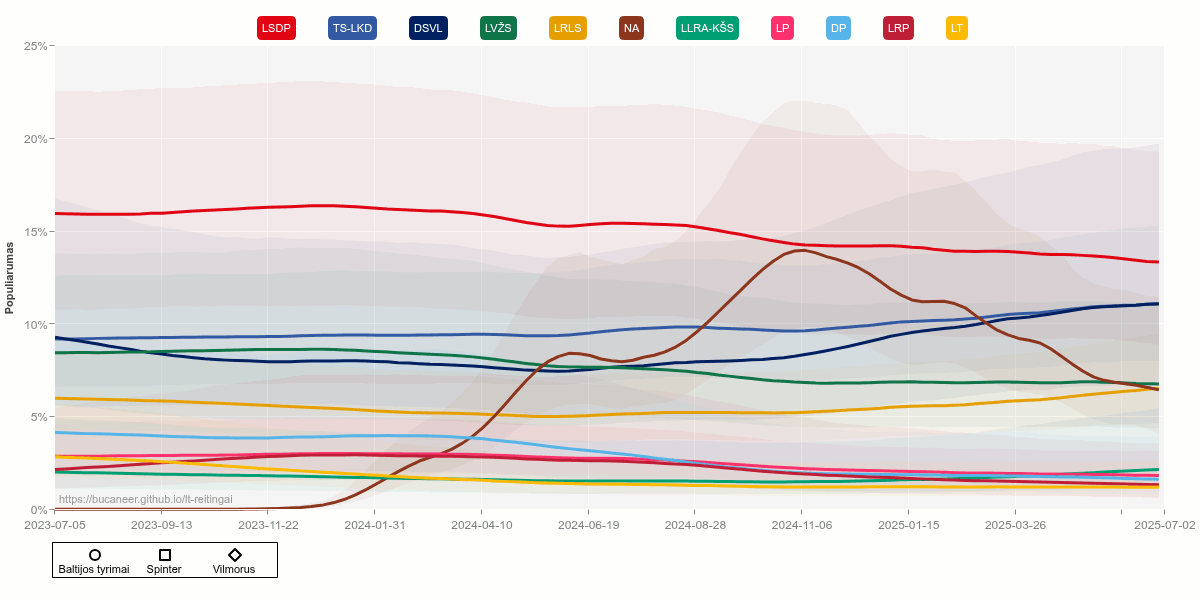 LSDP TS-LKD DSVL LVŽS LRLS NA LLRA-KŠS LP DP LRP LT
25%
20%
15%
10%
5%
0%
Populiarumas
https://bucaneer.github.io/lt-reitingai
2023-07-05 2023-09-13 2023-11-22 2024-01-31 2024-04-10 2024-06-19 2024-08-28 2024-11-06 2025-01-15 2025-03-26 2025-07-02
Baltijos tyrimai Spinter Vilmorus